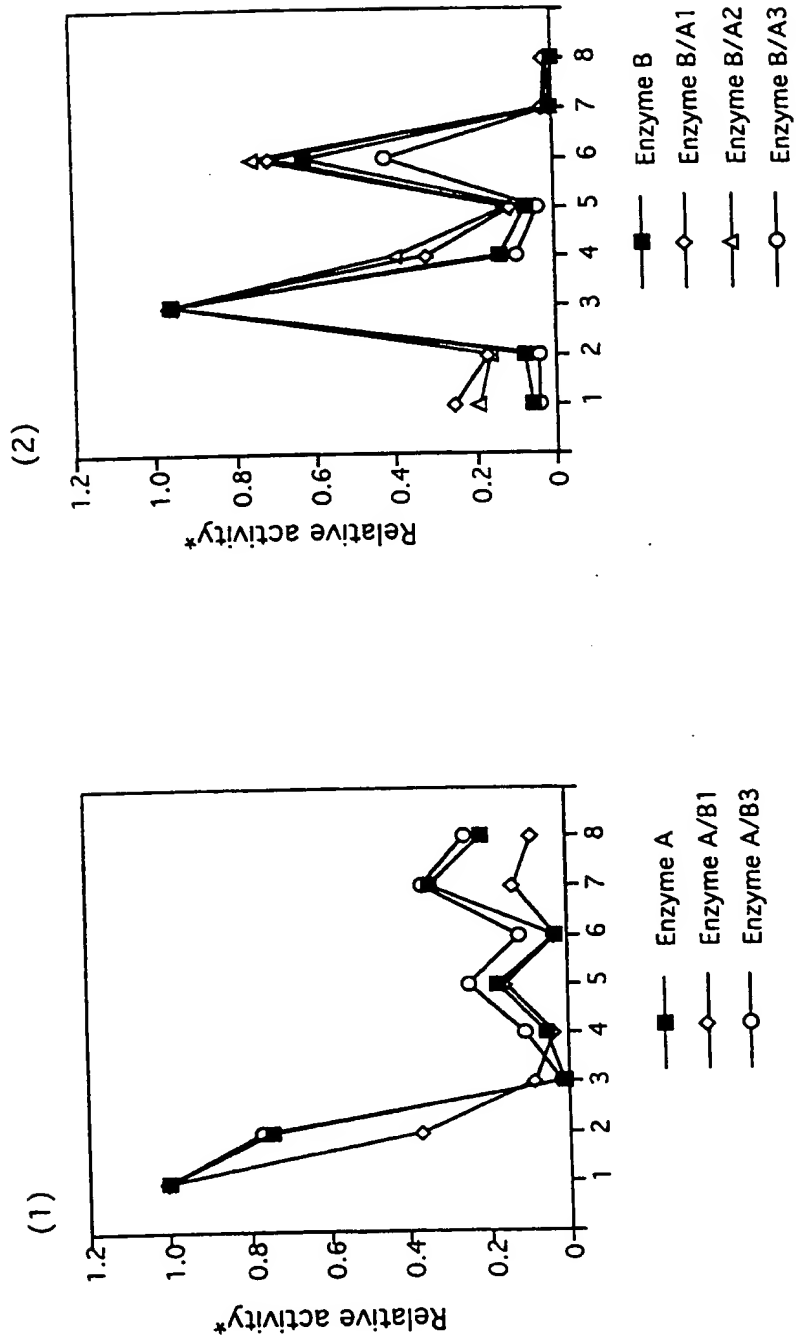 (1)
Relative activity*
1.2
1.0
0.8
0.6
0.4
0.2
0
1 2 3 4 5 6 7 8
Enzyme A
Enzyme A/B1
Enzyme A/B3
(2)
Relative activity*
1.2
1.0
0.8
0.6
0.4
0.2
0
1 2 3 4 5 6 7 8
Enzyme B
Enzyme B/A1
Enzyme B/A2
Enzyme B/A3